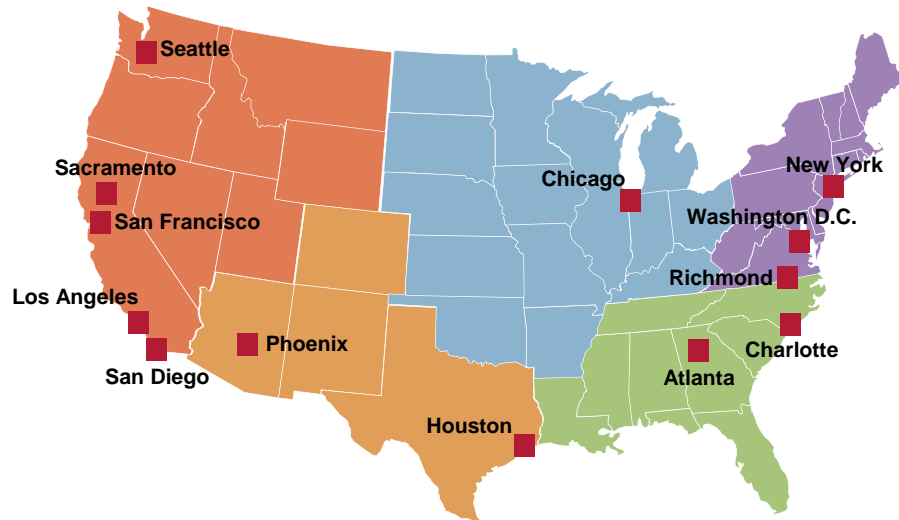 Seattle
Sacramento
New York
Chicago
San Francisco
Washington D.C.
Richmond
Los Angeles
Phoenix
Charlotte
San Diego
Atlanta
Houston